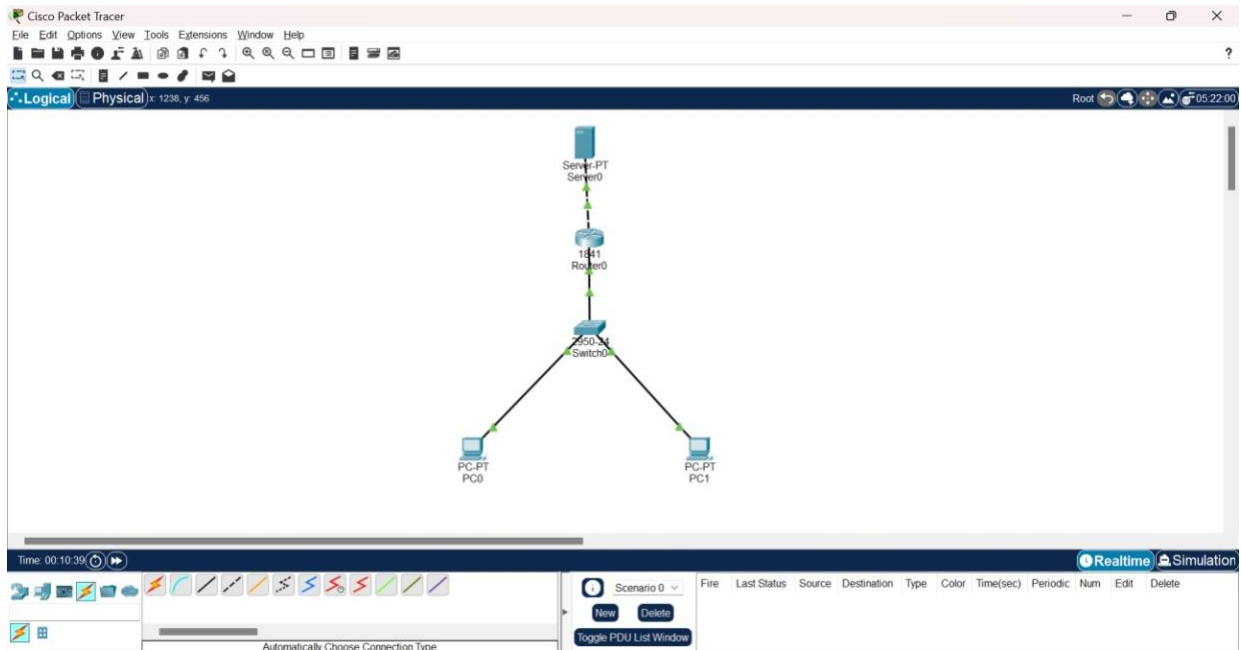 Cisco Packet Tracer
File Edit Options View Tools Extensions Window Help
?
Logical Physical x: 1238, y: 456 Root 05:22:00
Server-PT
Server0
1841
Router0
2950-24
Switch0
PC-PT
PC0
PC-PT
PC1
Time: 00:10:39 Realtime Simulation
Scenario 0 Fire Last Status Source Destination Type Color Time(sec) Periodic Num Edit Delete
New Delete
Toggle PDU List Window
Automatically Choose Connection Type